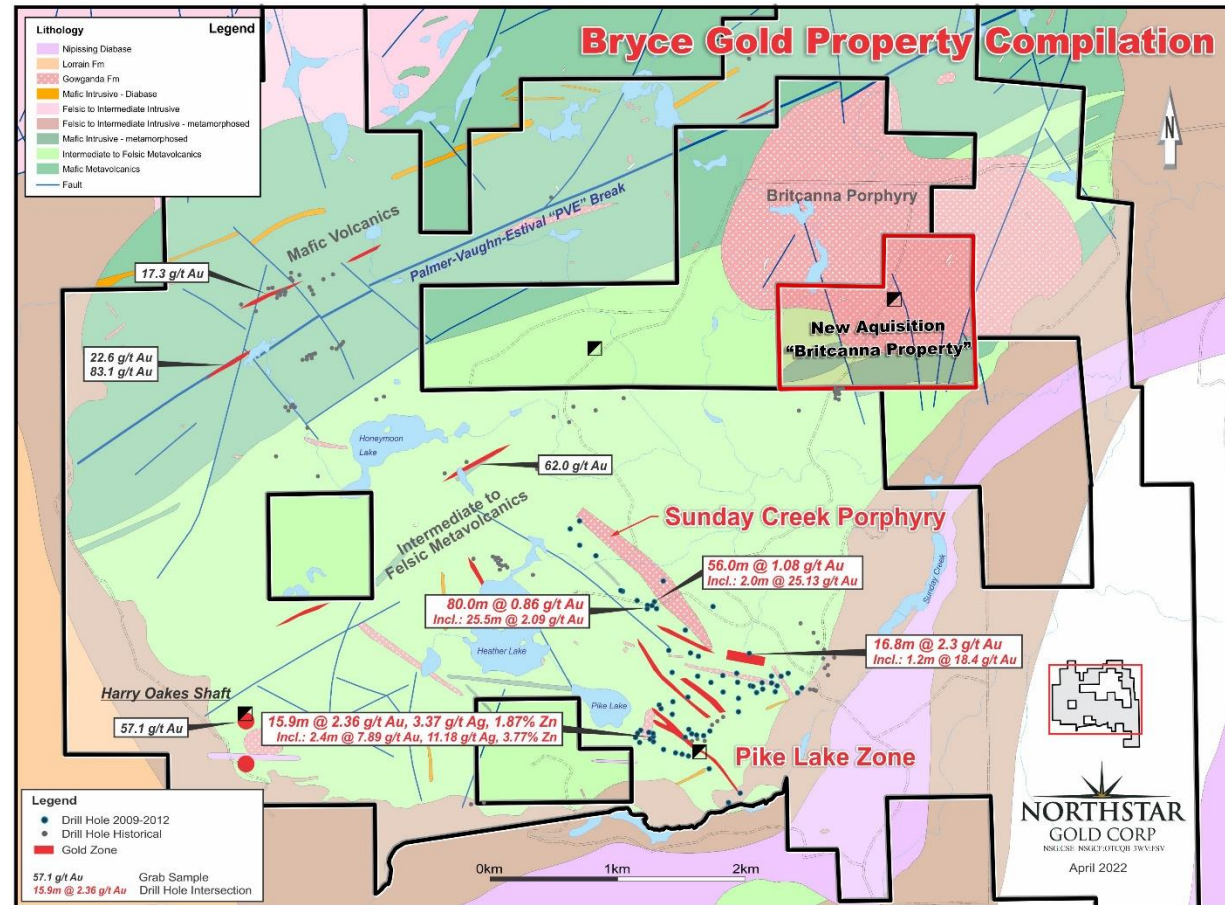 Bryce Gold Property Compilation
Lithology
Legend
Nipissing Diabase
Lorrain Fm
Gowganda Fm
Mafic Intrusive - Diabase
Felsic to Intermediate Intrusive
Felsic to Intermediate Intrusive - metamorphosed
Mafic Intrusive - metamorphosed
Intermediate to Felsic Metavolcanics
Mafic Metavolcanics
Fault
N
Britcanna Porphyry
Palmer-Vaughn-Estival "PVE" Break
Mafic Volcanics
17.3 g/t Au
22.6 g/t Au
83.1 g/t Au
New Aquisition
"Britcanna Property"
Honeymoon
Lake
62.0 g/t Au
Intermediate to
Felsic Metavolcanics
Sunday Creek Porphyry
Sunday Creek
56.0m @ 1.08 g/t Au
Incl.: 2.0m @ 25.13 g/t Au
80.0m @ 0.86 g/t Au
Incl.: 25.5m @ 2.09 g/t Au
16.8m @ 2.3 g/t Au
Incl.: 1.2m @ 18.4 g/t Au
Heather Lake
Harry Oakes Shaft
57.1 g/t Au
Pike Lake
15.9m @ 2.36 g/t Au, 3.37 g/t Ag, 1.87% Zn
Incl.: 2.4m @ 7.89 g/t Au, 11.18 g/t Ag, 3.77% Zn
Pike Lake Zone
Legend
Drill Hole 2009-2012
Drill Hole Historical
Gold Zone
57.1 g/t Au Grab Sample
15.9m @ 2.36 g/t Au Drill Hole Intersection
0km 1km 2km
NORTHSTAR
GOLD CORP
NSG:CSE NSGCF:OTCQB 3WV:FSV
April 2022